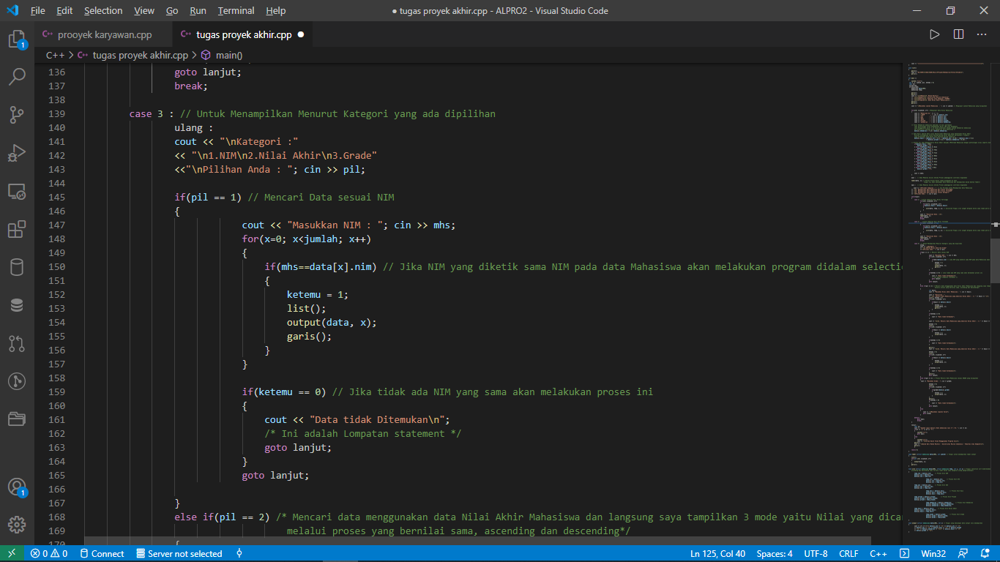 File Edit Selection View Go Run Terminal Help ● tugas proyek akhir.cpp - ALPRO2 - Visual Studio Code
prooyek karyawan.cpp tugas proyek akhir.cpp ●
C++ > tugas proyek akhir.cpp > main()
136 goto lanjut;
137 break;
138
139 case 3 : // Untuk Menampilkan Menurut Kategori yang ada dipilihan
140 ulang :
141 cout << "\nKategori :"
142 << "\n1.NIM\n2.Nilai Akhir\n3.Grade"
143 <<"\nPilihan Anda : "; cin >> pil;
144
145 if(pil == 1) // Mencari Data sesuai NIM
146 {
147 cout << "Masukkan NIM : "; cin >> mhs;
148 for(x=0; x<jumlah; x++)
149 {
150 if(mhs==data[x].nim) // Jika NIM yang diketik sama NIM pada data Mahasiswa akan melakukan program didalam selecti
151 {
152 ketemu = 1;
153 list();
154 output(data, x);
155 garis();
156 }
157 }
158
159 if(ketemu == 0) // Jika tidak ada NIM yang sama akan melakukan proses ini
160 {
161 cout << "Data tidak Ditemukan\n";
162 /* Ini adalah Lompatan statement */
163 goto lanjut;
164 }
165 goto lanjut;
166
167 }
168 else if(pil == 2) /* Mencari data menggunakan data Nilai Akhir Mahasiswa dan langsung saya tampilkan 3 mode yaitu Nilai yang dica
169 melalui proses yang bernilai sama, ascending dan descending*/
170 {
1
1
0 0 Connect Server not selected Ln 125, Col 40 Spaces: 4 UTF-8 CRLF C++ Win32